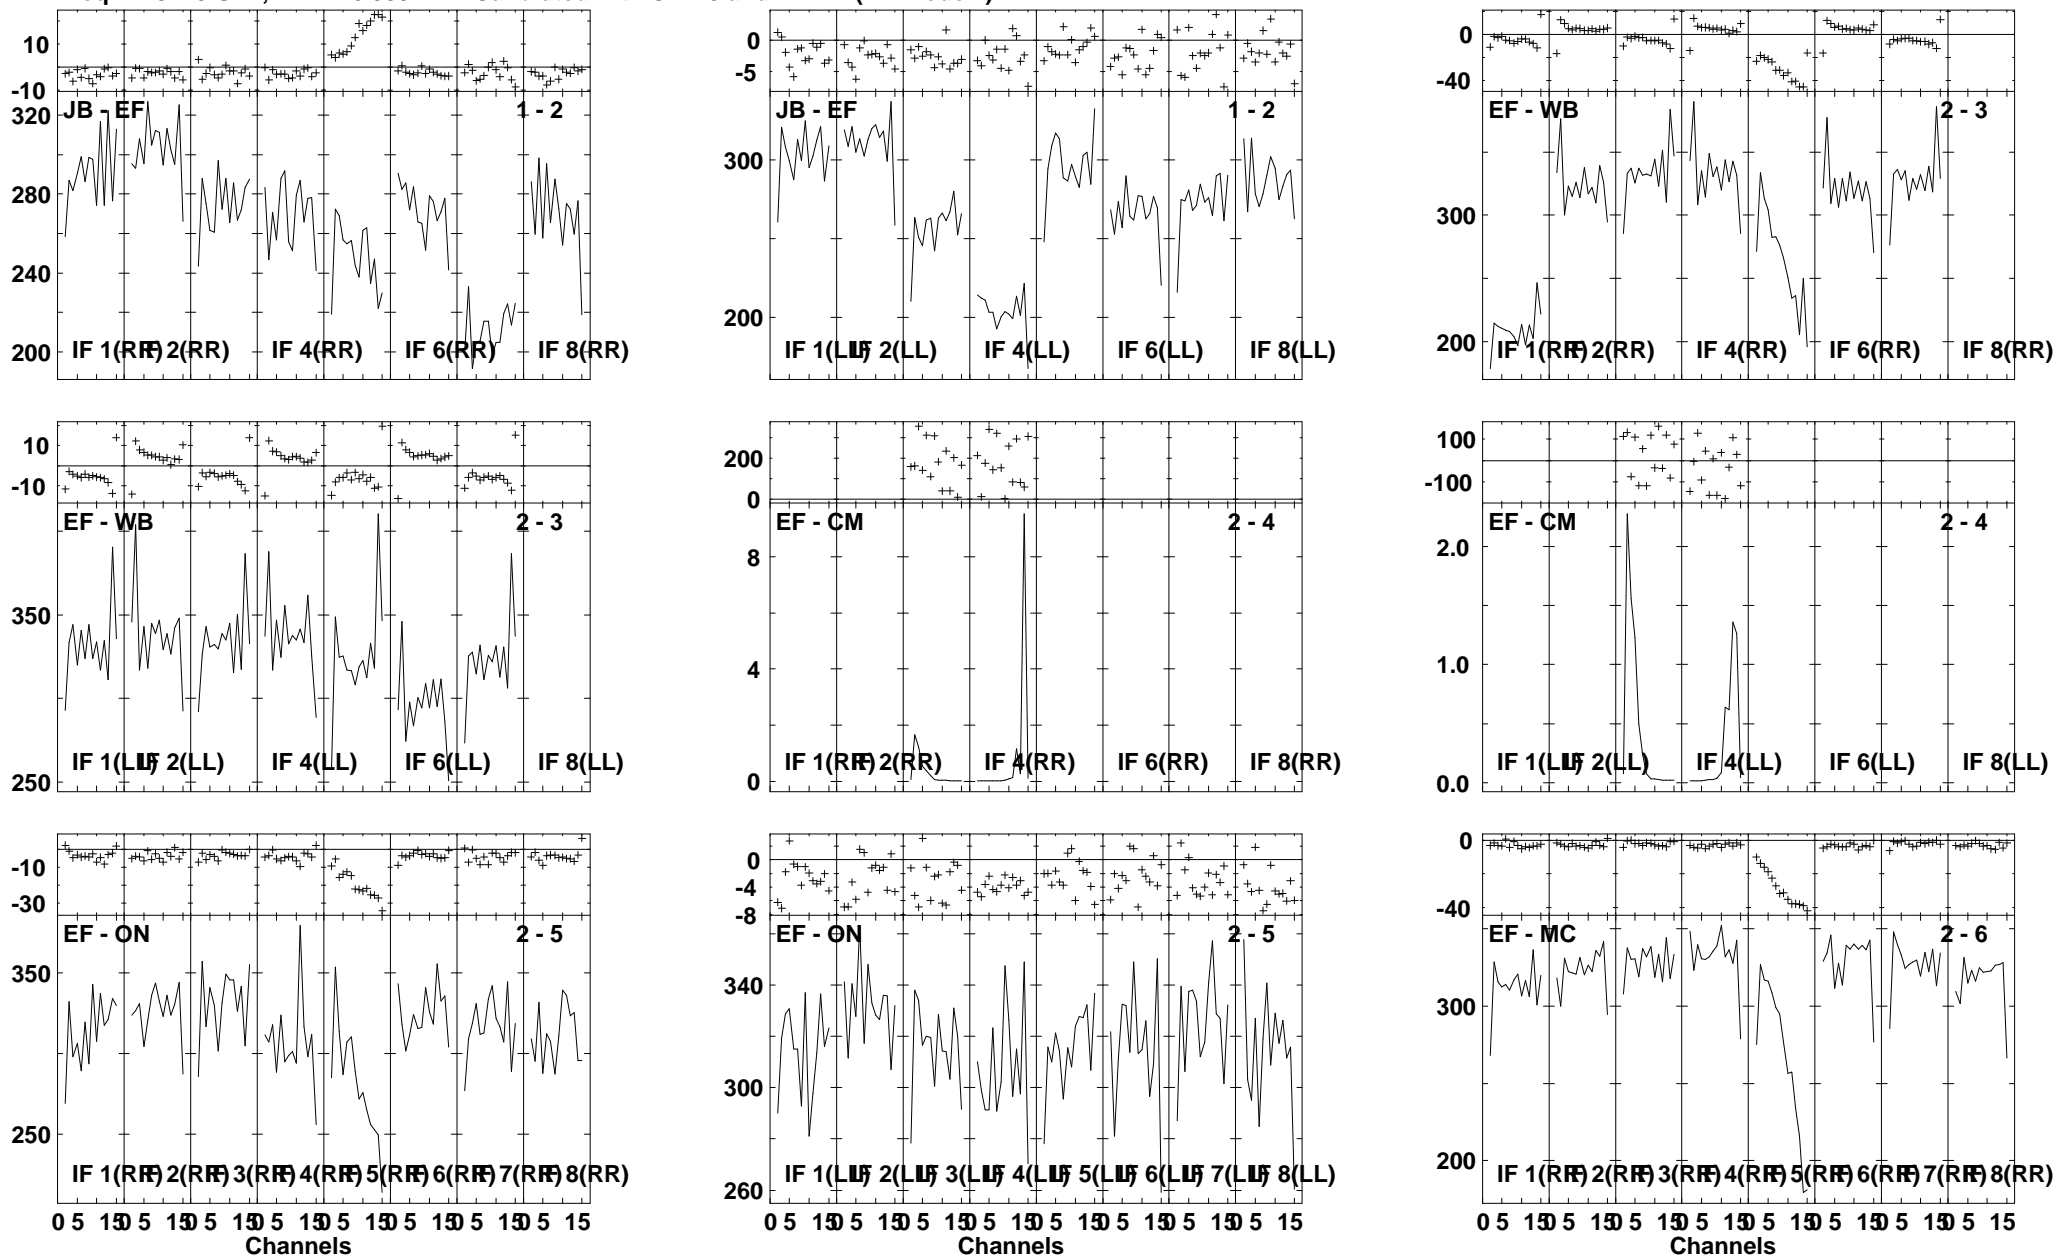 10
-10
320
280
240
200
JB - EF
1 - 2
IF 1(RR)
IF 2(RR)
IF 4(RR)
IF 6(RR)
IF 8(RR)
0
-5
300
200
JB - EF
1 - 2
IF 1(LL)
IF 2(LL)
IF 4(LL)
IF 6(LL)
IF 8(LL)
20
0
-40
300
200
EF - WB
2 - 3
IF 1(RR)
IF 2(RR)
IF 4(RR)
IF 6(RR)
IF 8(RR)
10
-10
350
250
EF - WB
2 - 3
IF 1(LL)
IF 2(LL)
IF 4(LL)
IF 6(LL)
IF 8(LL)
200
0
8
4
0
EF - CM
2 - 4
IF 1(RR)
IF 2(RR)
IF 4(RR)
IF 6(RR)
IF 8(RR)
100
-100
2.0
1.0
0.0
EF - CM
2 - 4
IF 1(LL)
IF 2(LL)
IF 4(LL)
IF 6(LL)
IF 8(LL)
-10
-30
350
250
EF - ON
2 - 5
IF 1(RR)
IF 2(RR)
IF 3(RR)
IF 4(RR)
IF 5(RR)
IF 6(RR)
IF 7(RR)
IF 8(RR)
0 5 15
0 5 15
0 5 15
0 5 15
0 5 15
0 5 15
0 5 15
0 5 15
Channels
0
-4
-8
340
300
260
EF - ON
2 - 5
IF 1(LL)
IF 2(LL)
IF 3(LL)
IF 4(LL)
IF 5(LL)
IF 6(LL)
IF 7(LL)
IF 8(LL)
0 5 15
0 5 15
0 5 15
0 5 15
0 5 15
0 5 15
0 5 15
0 5 15
Channels
0
-40
300
200
EF - MC
2 - 6
IF 1(RR)
IF 2(RR)
IF 3(RR)
IF 4(RR)
IF 5(RR)
IF 6(RR)
IF 7(RR)
IF 8(RR)
0 5 15
0 5 15
0 5 15
0 5 15
0 5 15
0 5 15
0 5 15
0 5 15
Channels